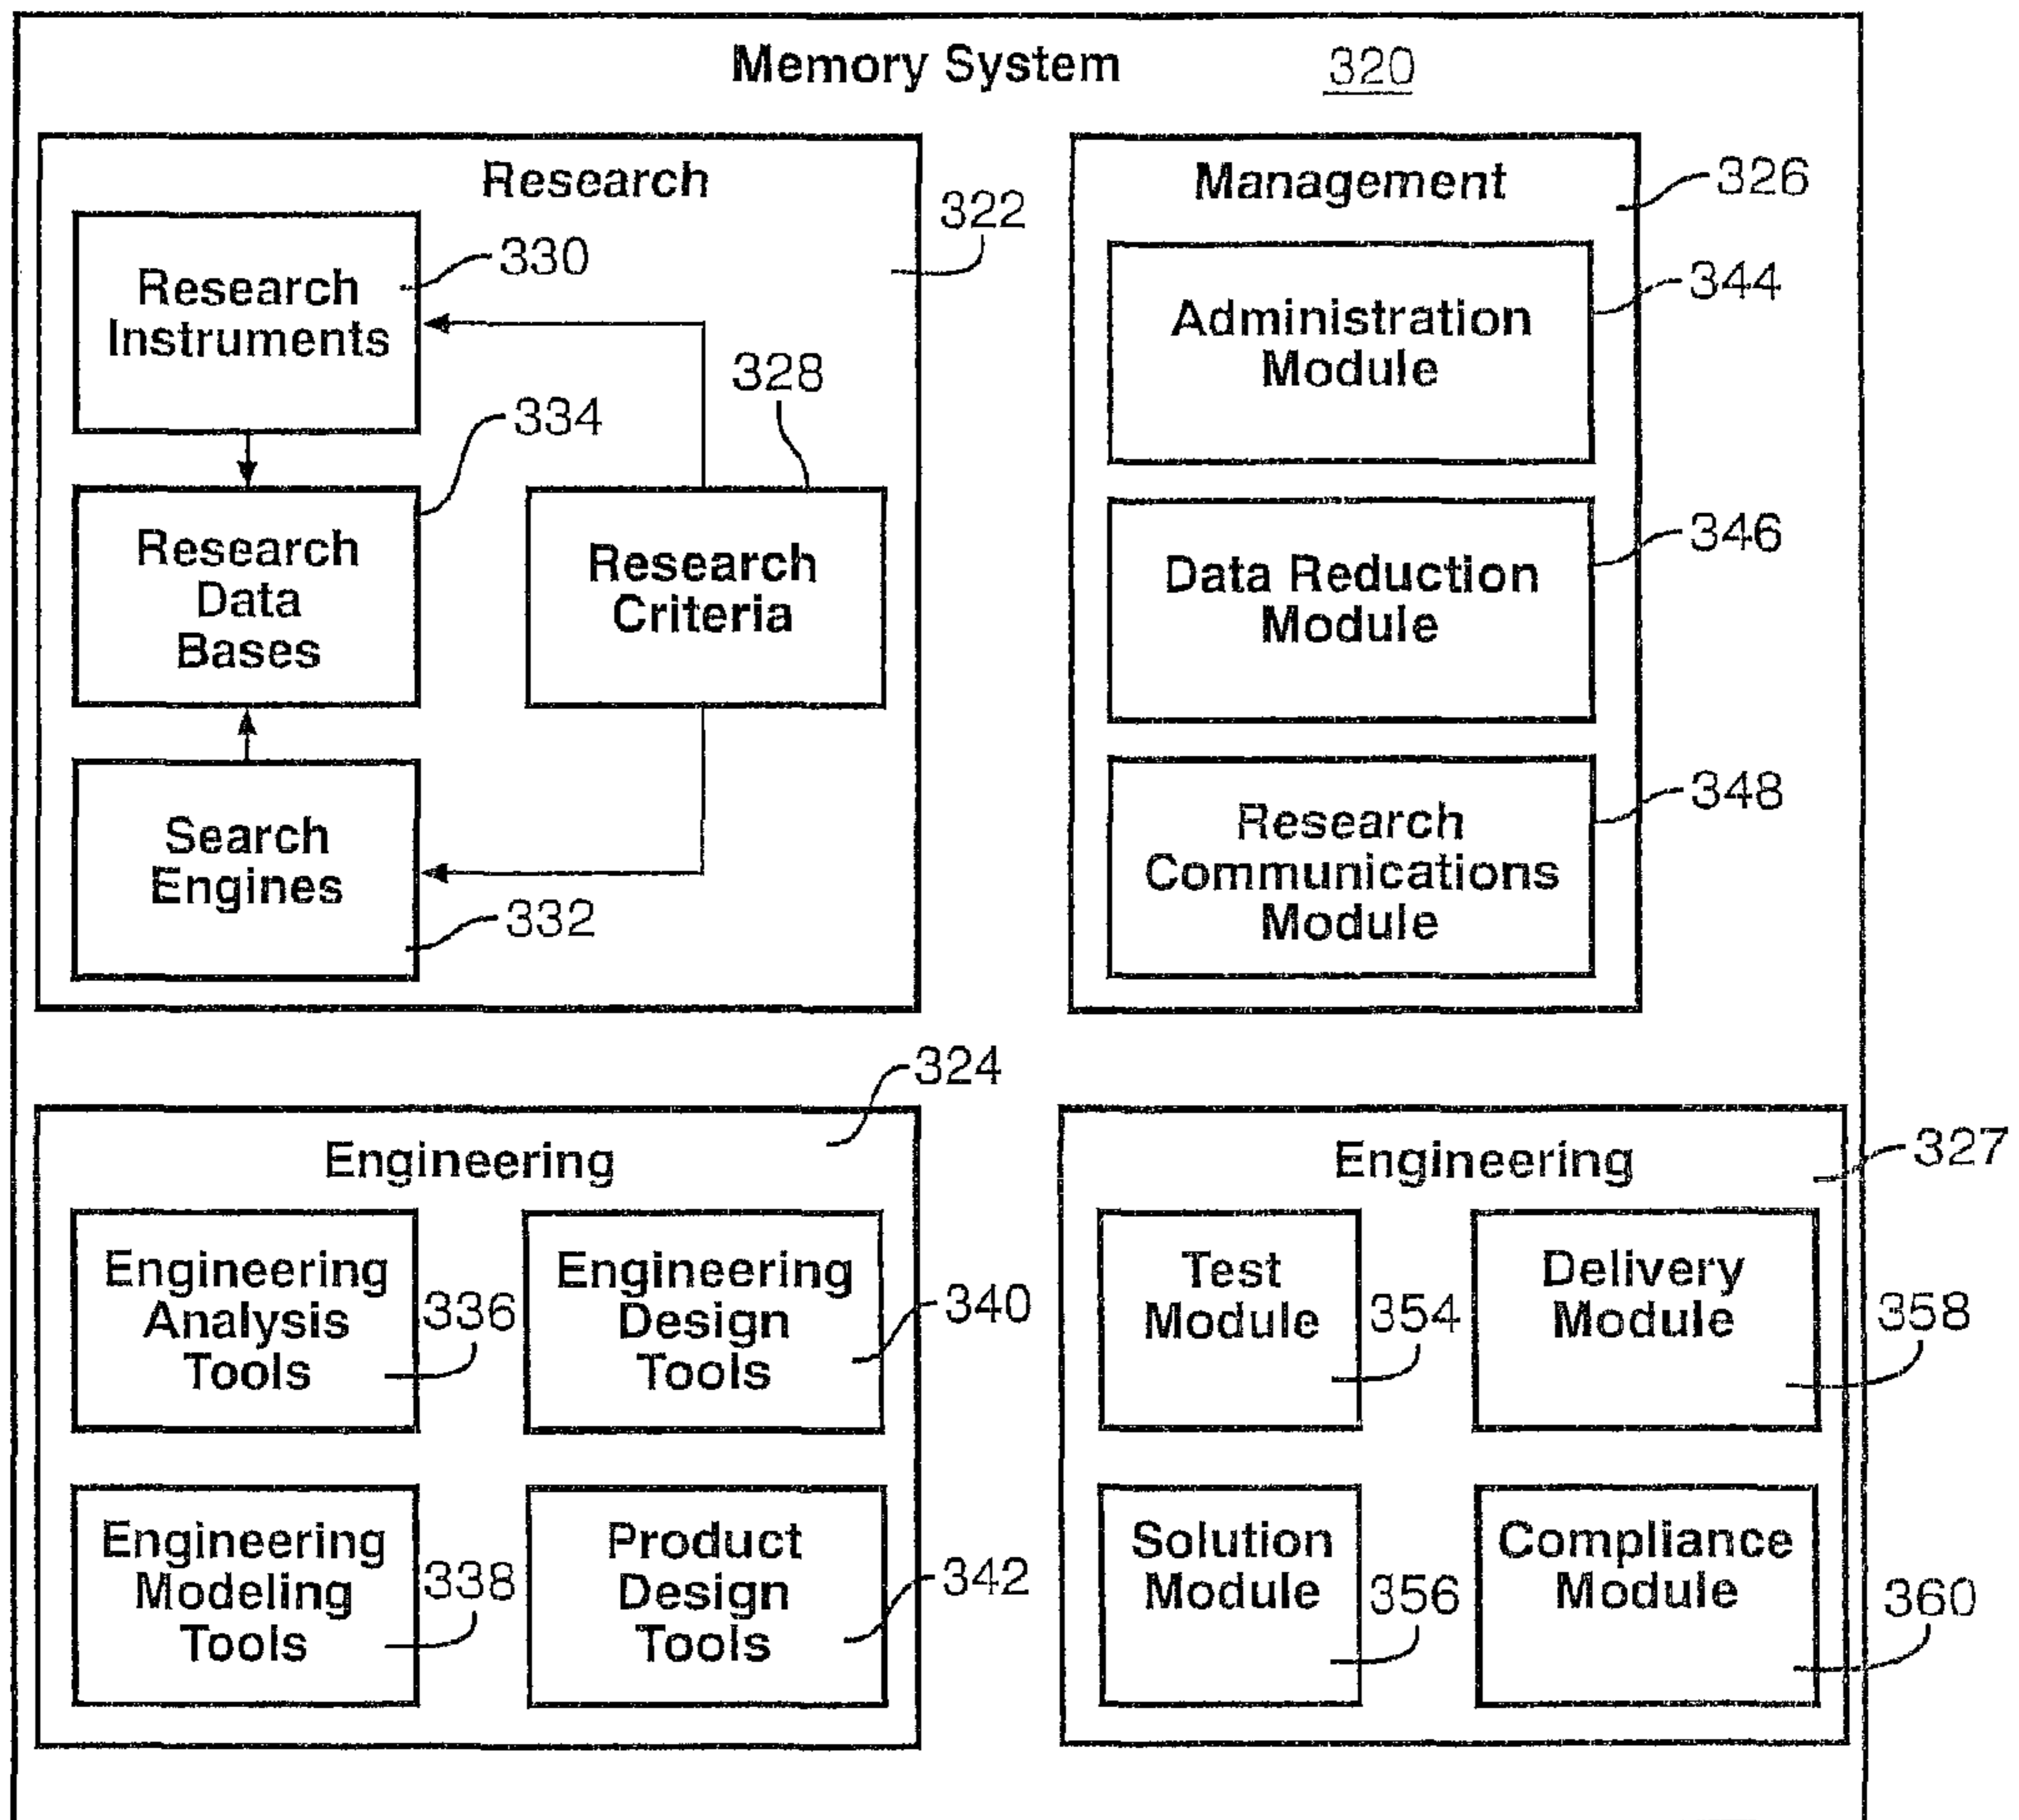 Memory System 320
Research
322
Research
Instruments
330
328
334
Research
Data
Bases
Research
Criteria
Search
Engines
332
Management
326
Administration
Module
344
Data Reduction
Module
346
Research
Communications
Module
348
324
Engineering
Engineering
Analysis
Tools
336
Engineering
Design
Tools
340
Engineering
Modeling
Tools
338
Product
Design
Tools
342
Engineering
327
Test
Module
354
Delivery
Module
358
Solution
Module
356
Compliance
Module
360